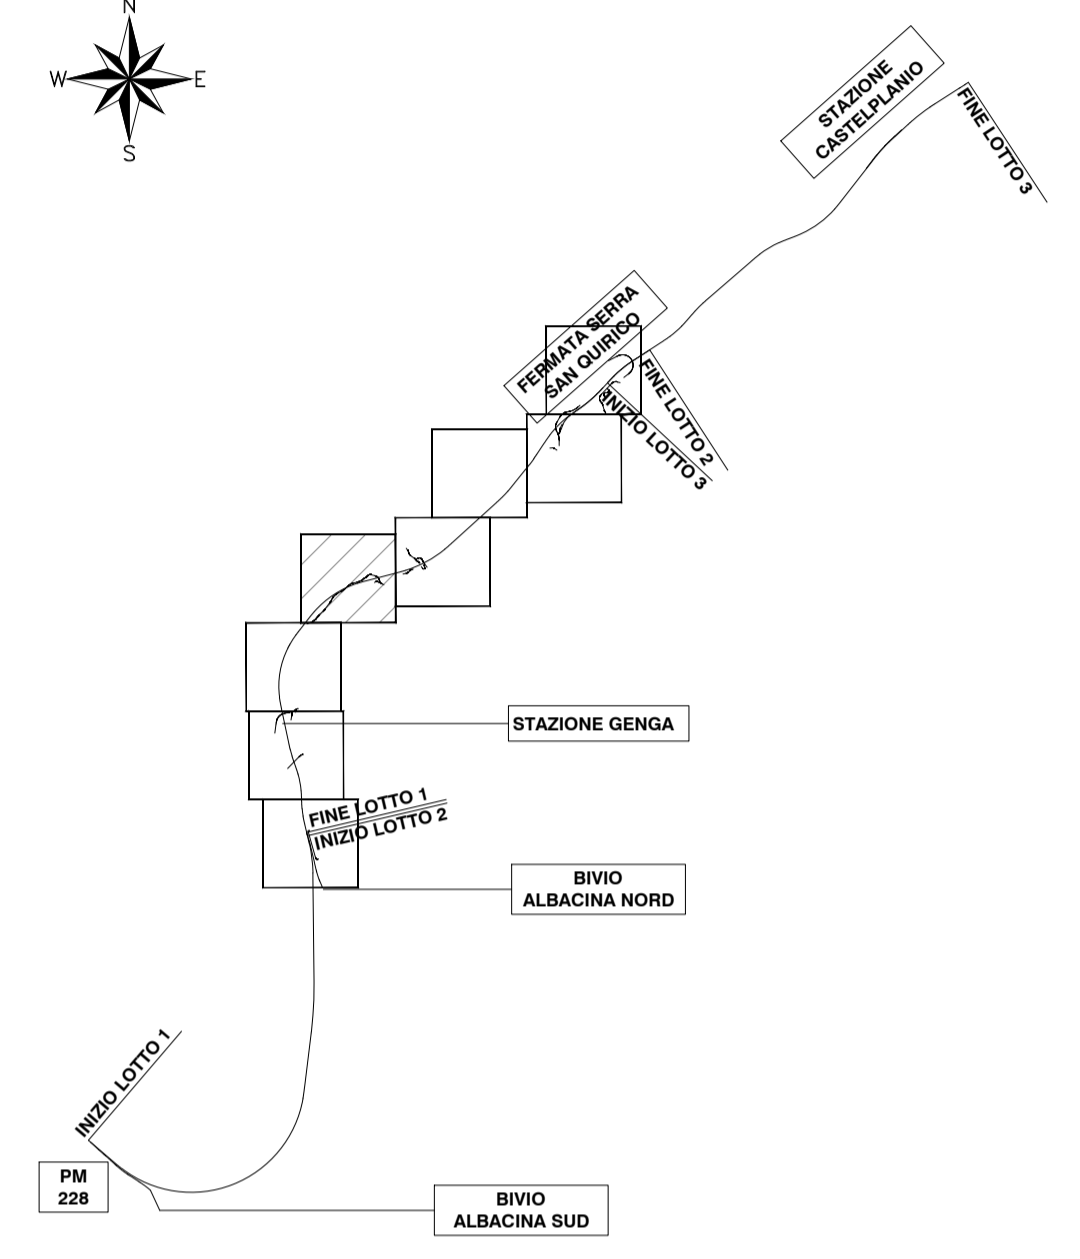 N
W
E
S
STAZIONE
CASTELPLANIO
FINE LOTTO 3
FERMATA SERRA
SAN QUIRICO
FINE LOTTO 2
INIZIO LOTTO 3
STAZIONE GENGA
FINE LOTTO 1
INIZIO LOTTO 2
BIVIO
ALBACINA NORD
INIZIO LOTTO 1
PM
228
BIVIO
ALBACINA SUD